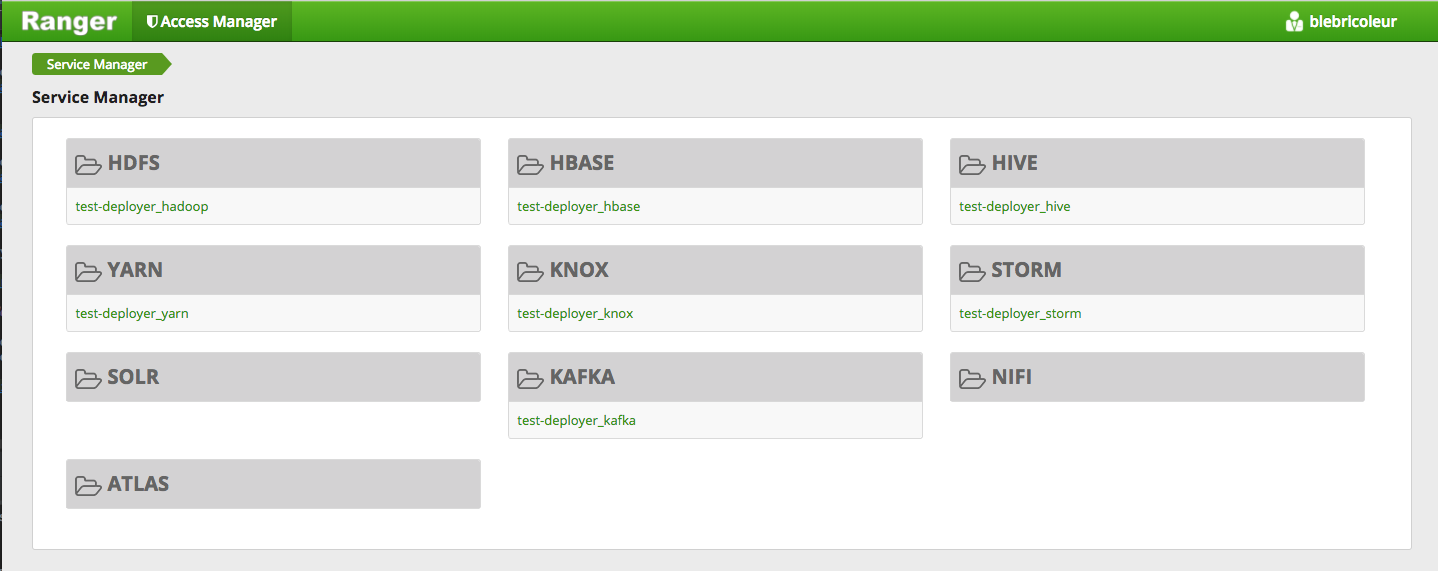 Ranger Access Manager blebricoleur
Service Manager
Service Manager
HDFS HBASE HIVE
test-deployer_hadoop test-deployer_hbase test-deployer_hive
YARN KNOX STORM
test-deployer_yarn test-deployer_knox test-deployer_storm
SOLR KAFKA NIFI
test-deployer_kafka
ATLAS